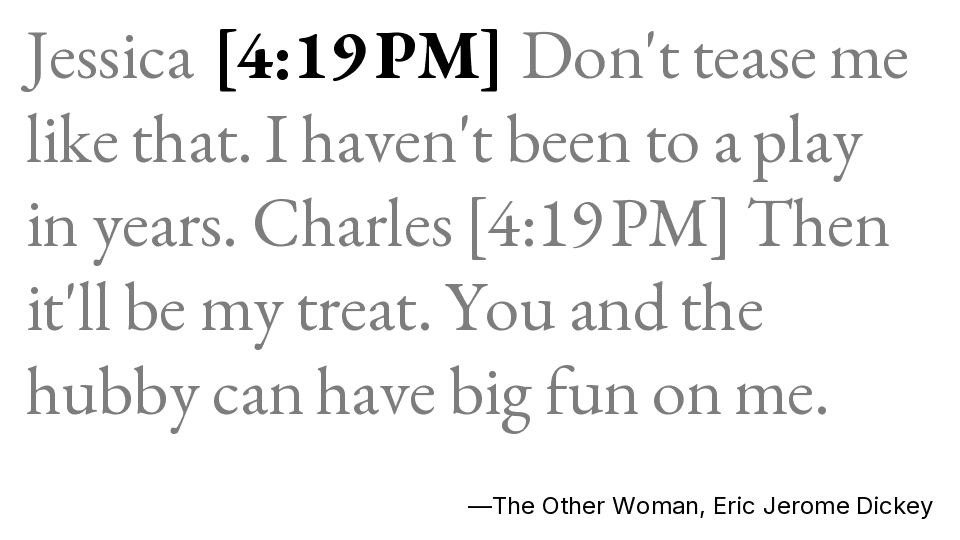 Jessica [4:19 PM] Don't tease me
like that. I haven't been to a play
in years. Charles [4:19 PM] Then
it'll be my treat. You and the
hubby can have big fun on me.
—The Other Woman, Eric Jerome Dickey